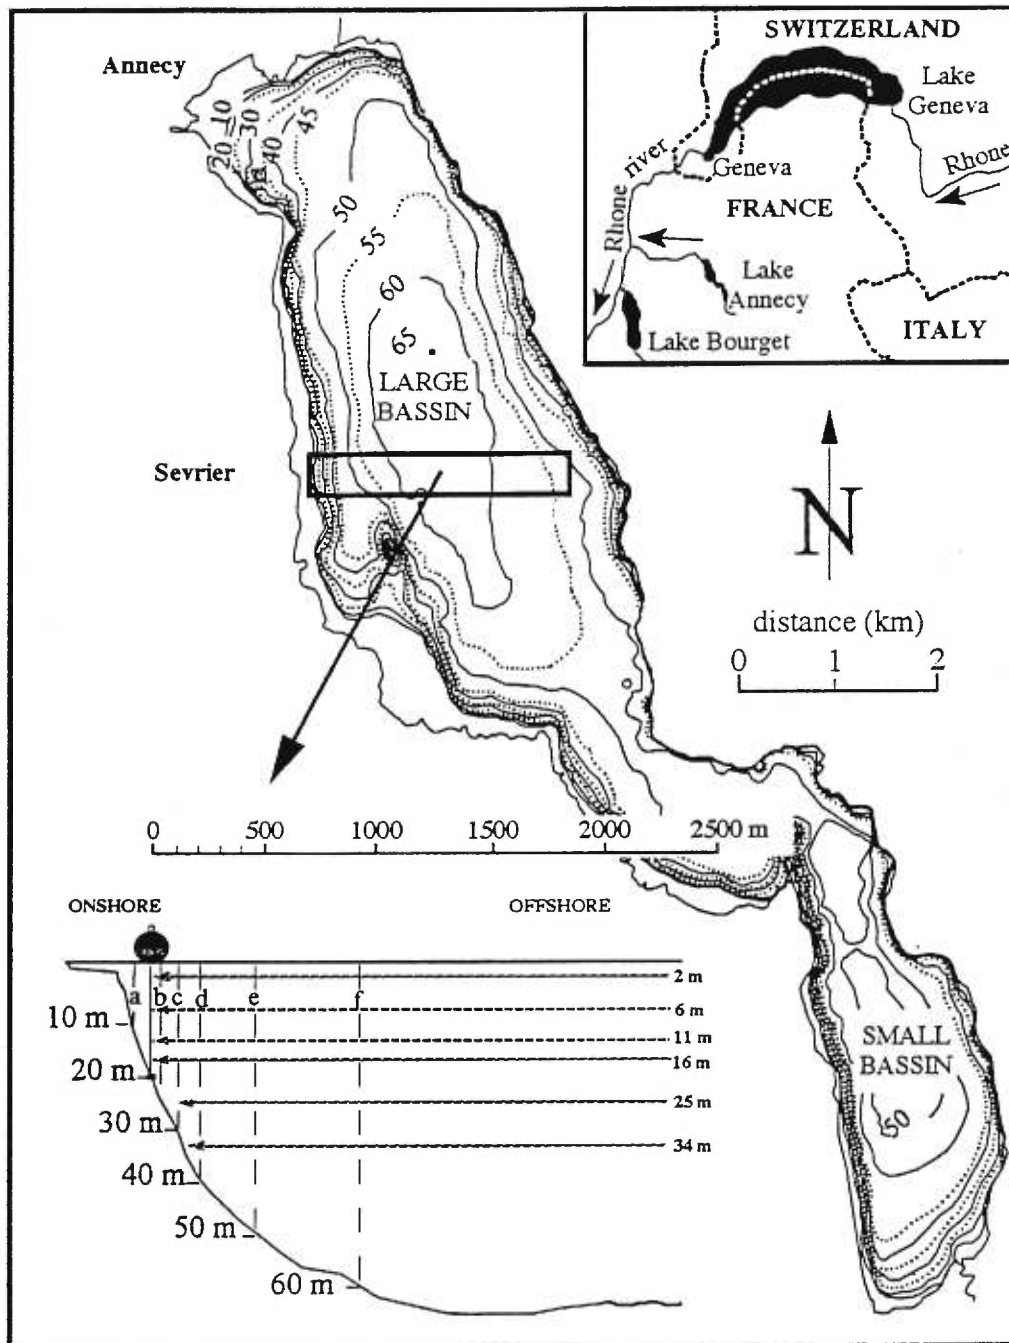 Annecy
10
20
30
40
45
50
55
60
65
LARGE
BASSIN
Sevrier
SWITZERLAND
Lake
Geneva
Rhone
Geneva
river
Rhone
FRANCE
Lake
Annecy
Lake Bourget
ITALY
N
distance (km)
0 1 2
0 500 1000 1500 2000 2500 m
ONSHORE OFFSHORE
a b c d e f
2 m
6 m
11 m
16 m
25 m
34 m
10 m
20 m
30 m
40 m
50 m
60 m
SMALL
BASSIN
50